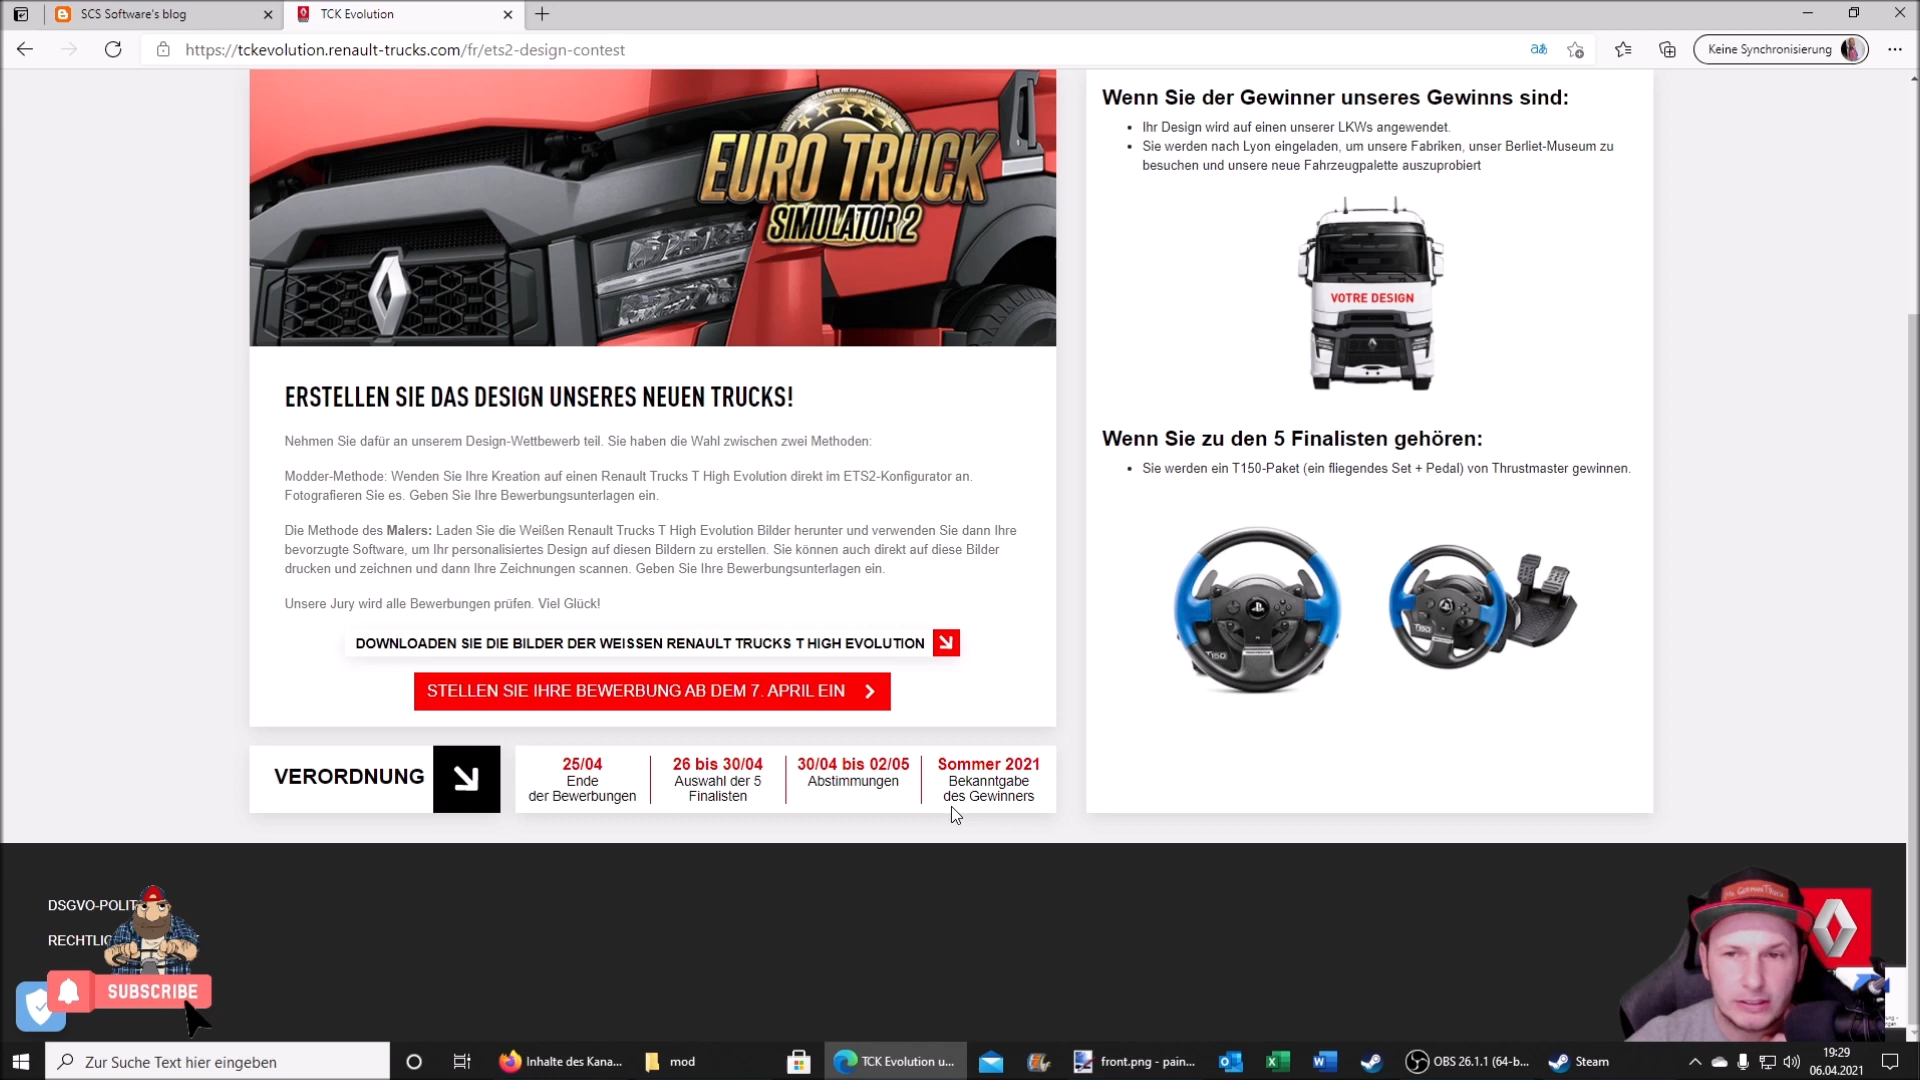 SCS Software's blog
TCK Evolution
https://tckevolution.renault-trucks.com/fr/ets2-design-contest
Keine Synchronisierung
EURO TRUCK
SIMULATOR 2
ERSTELLEN SIE DAS DESIGN UNSERES NEUEN TRUCKS!
Nehmen Sie dafür an unserem Design-Wettbewerb teil. Sie haben die Wahl zwischen zwei Methoden:
Modder-Methode: Wenden Sie Ihre Kreation auf einen Renault Trucks T High Evolution direkt im ETS2-Konfigurator an.
Fotografieren Sie es. Geben Sie Ihre Bewerbungsunterlagen ein.
Die Methode des Malers: Laden Sie die Weißen Renault Trucks T High Evolution Bilder herunter und verwenden Sie dann Ihre
bevorzugte Software, um Ihr personalisiertes Design auf diesen Bildern zu erstellen. Sie können auch direkt auf diese Bilder
drucken und zeichnen und dann Ihre Zeichnungen scannen. Geben Sie Ihre Bewerbungsunterlagen ein.
Unsere Jury wird alle Bewerbungen prüfen. Viel Glück!
DOWNLOADEN SIE DIE BILDER DER WEISSEN RENAULT TRUCKS T HIGH EVOLUTION
STELLEN SIE IHRE BEWERBUNG AB DEM 7. APRIL EIN
VERORDNUNG
25/04
Ende
der Bewerbungen
26 bis 30/04
Auswahl der 5
Finalisten
30/04 bis 02/05
Abstimmungen
Sommer 2021
Bekanntgabe
des Gewinners
Wenn Sie der Gewinner unseres Gewinns sind:
Ihr Design wird auf einen unserer LKWs angewendet.
Sie werden nach Lyon eingeladen, um unsere Fabriken, unser Berliet-Museum zu
besuchen und unsere neue Fahrzeugpalette auszuprobiert
VOTRE DESIGN
Wenn Sie zu den 5 Finalisten gehören:
Sie werden ein T150-Paket (ein fliegendes Set + Pedal) von Thrustmaster gewinnen.
T150
T150
DSGVO-POLIT
RECHTLIC
SUBSCRIBE
Zur Suche Text hier eingeben
Inhalte des Kana...
mod
TCK Evolution u...
front.png - pain...
OBS 26.1.1 (64-b...
Steam
19:29
06.04.2021